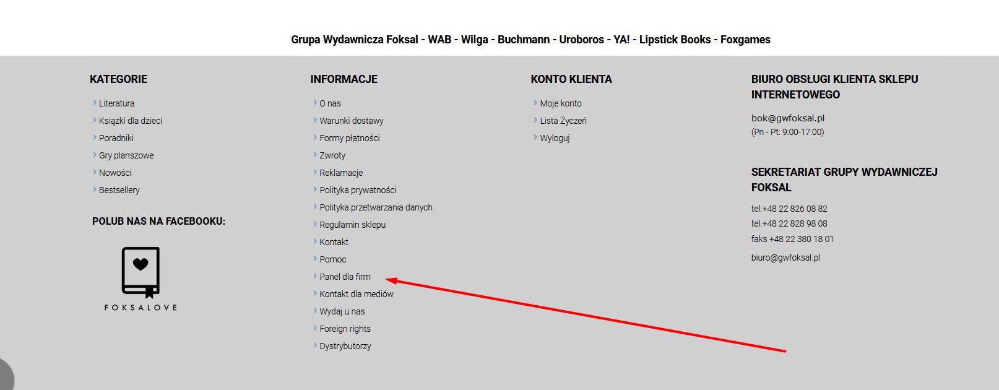 Grupa Wydawnicza Foksal - WAB - Wilga - Buchmann - Uroboros - YA! - Lipstick Books - Foxgames
KATEGORIE
Literatura
Książki dla dzieci
Poradniki
Gry planszowe
Nowości
Bestsellery
POLUB NAS NA FACEBOOKU:
FOKSALOVE
INFORMACJE
O nas
Warunki dostawy
Formy płatności
Zwroty
Reklamacje
Polityka prywatności
Polityka przetwarzania danych
Regulamin sklepu
Kontakt
Pomoc
Panel dla firm
Kontakt dla mediów
Wydaj u nas
Foreign rights
Dystrybutorzy
KONTO KLIENTA
Moje konto
Lista Życzeń
Wyloguj
BIURO OBSŁUGI KLIENTA SKLEPU
INTERNETOWEGO
bok@gwfoksal.pl
(Pn - Pt: 9:00-17:00)
SEKRETARIAT GRUPY WYDAWNICZEJ
FOKSAL
tel.+48 22 826 08 82
tel.+48 22 828 98 08
faks +48 22 380 18 01
biuro@gwfoksal.pl